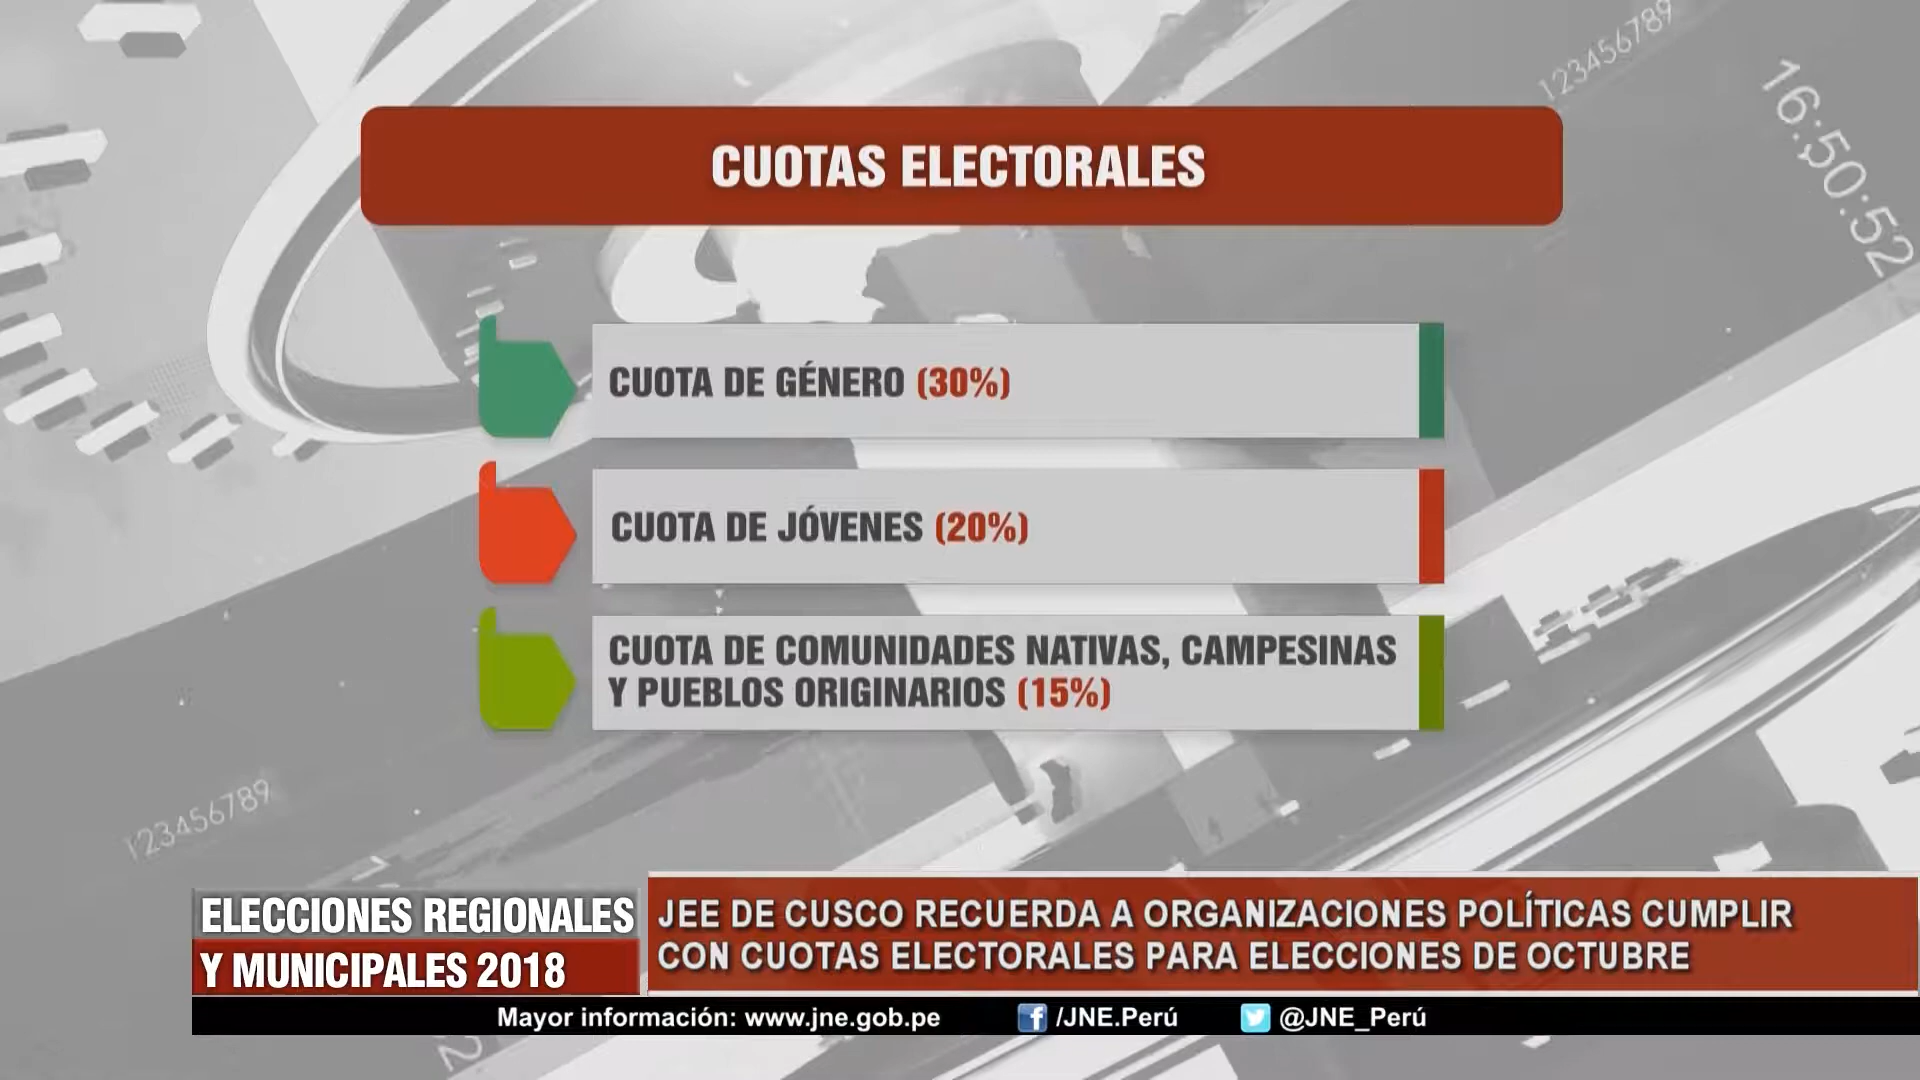 123456789
16:50:52
CUOTAS ELECTORALES
CUOTA DE GÉNERO (30%)
CUOTA DE JÓVENES (20%)
CUOTA DE COMUNIDADES NATIVAS, CAMPESINAS
Y PUEBLOS ORIGINARIOS (15%)
123456789
ELECCIONES REGIONALES
Y MUNICIPALES 2018
JEE DE CUSCO RECUERDA A ORGANIZACIONES POLÍTICAS CUMPLIR
CON CUOTAS ELECTORALES PARA ELECCIONES DE OCTUBRE
Mayor información: www.jne.gob.pe /JNE.Perú @JNE_Perú